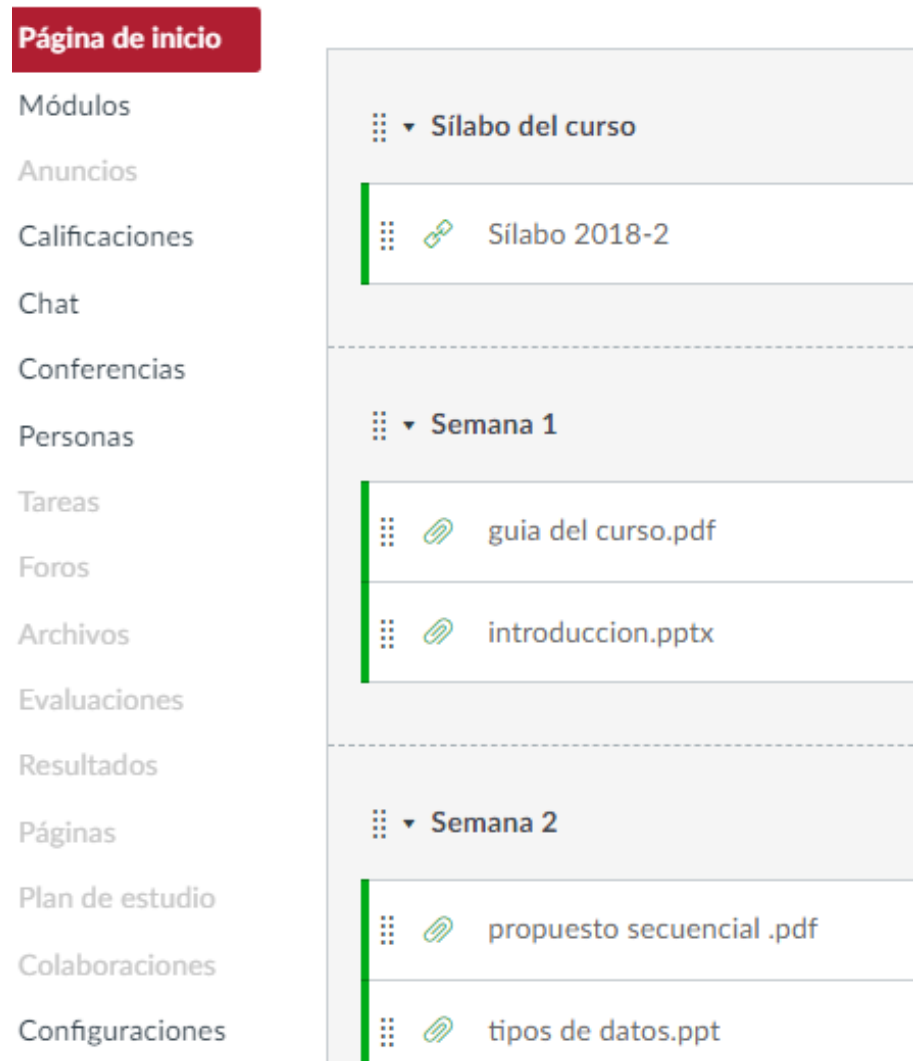 Página de inicio
Módulos
Anuncios
Calificaciones
Chat
Conferencias
Personas
Tareas
Foros
Archivos
Evaluaciones
Resultados
Páginas
Plan de estudio
Colaboraciones
Configuraciones
Sílabo del curso
Sílabo 2018-2
Semana 1
guia del curso.pdf
introduccion.pptx
Semana 2
propuesto secuencial .pdf
tipos de datos.ppt